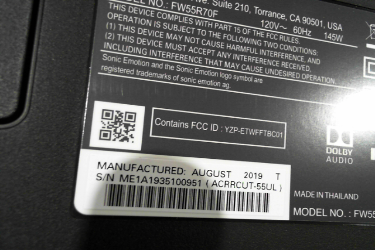 Drive, Suite 210, Torrance, CA 90501, USA
MODEL NO.: FW55R70F 120V~ 60Hz 145W
THIS DEVICE COMPLIES WITH PART 15 OF THE FCC RULES.
OPERATION IS SUBJECT TO THE FOLLOWING TWO CONDITIONS:
(1) THIS DEVICE MAY NOT CAUSE HARMFUL INTERFERENCE, AND
(2) THIS DEVICE MUST ACCEPT ANY INTERFERENCE RECEIVED,
INCLUDING INTERFERENCE THAT MAY CAUSE UNDESIRED OPERATION.
Sonic Emotion and the Sonic Emotion logo symbol are
registered trademarks of sonic emotion ag.
Contains FCC ID : YZP-ETWFFTBC01
DOLBY
AUDIO
MANUFACTURED: AUGUST 2019 T
S/N ME1A1935100951 ( ACRRCUT-55UL )
MADE IN THAILAND
MODEL NO. : FW55